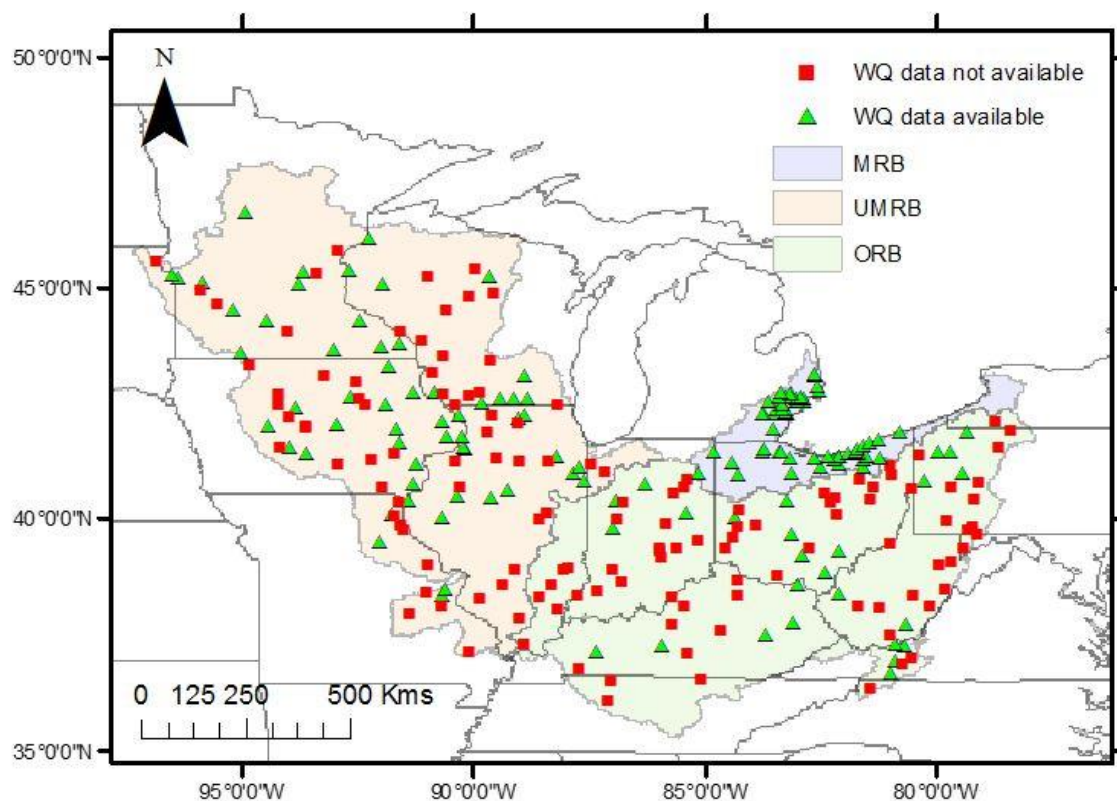 50°0'0"N
N
WQ data not available
WQ data available
MRB
UMRB
ORB
45°0'0"N
40°0'0"N
0 125 250 500 Kms
35°0'0"N
95°0'0"W 90°0'0"W 85°0'0"W 80°0'0"W